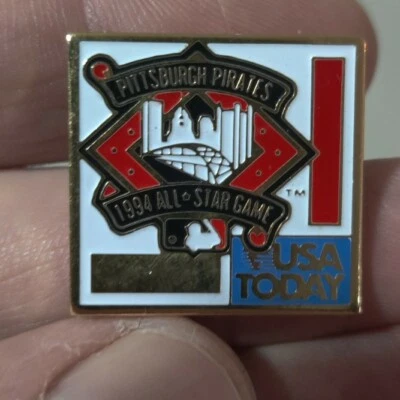 PITTSBURGH PIRATES
1994 ALL★STAR GAME
TM
USA
TODAY